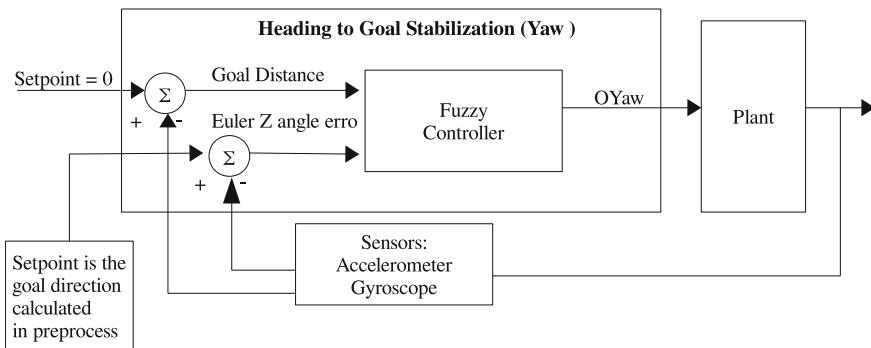 Heading to Goal Stabilization (Yaw )
Setpoint = 0
Σ
Goal Distance
+
-
Euler Z angle erro
Σ
+
-
Fuzzy
Controller
OYaw
Plant
Sensors:
Accelerometer
Gyroscope
Setpoint is the
goal direction
calculated
in preprocess